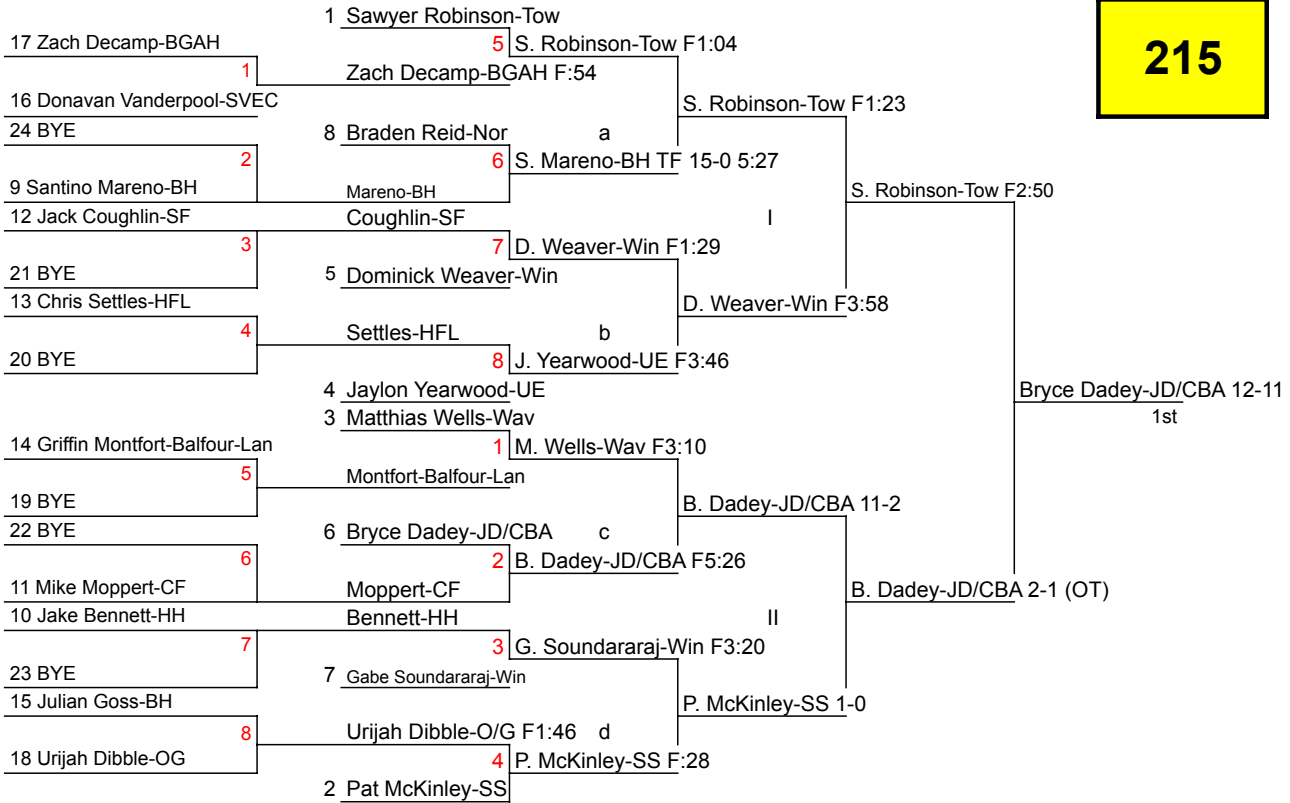 1 Sawyer Robinson-Tow
215
17 Zach Decamp-BGAH
5 S. Robinson-Tow F1:04
1
Zach Decamp-BGAH F:54
16 Donavan Vanderpool-SVEC
S. Robinson-Tow F1:23
24 BYE
8 Braden Reid-Nor
a
2
6 S. Mareno-BH TF 15-0 5:27
9 Santino Mareno-BH
Mareno-BH
S. Robinson-Tow F2:50
12 Jack Coughlin-SF
Coughlin-SF
I
3
7 D. Weaver-Win F1:29
21 BYE
5 Dominick Weaver-Win
13 Chris Settles-HFL
D. Weaver-Win F3:58
4
Settles-HFL
b
20 BYE
8 J. Yearwood-UE F3:46
4 Jaylon Yearwood-UE
Bryce Dadey-JD/CBA 12-11
3 Matthias Wells-Wav
1st
14 Griffin Montfort-Balfour-Lan
1 M. Wells-Wav F3:10
5
Montfort-Balfour-Lan
19 BYE
B. Dadey-JD/CBA 11-2
22 BYE
6 Bryce Dadey-JD/CBA
c
6
2 B. Dadey-JD/CBA F5:26
11 Mike Moppert-CF
Moppert-CF
B. Dadey-JD/CBA 2-1 (OT)
10 Jake Bennett-HH
Bennett-HH
II
7
3 G. Soundararaj-Win F3:20
23 BYE
7 Gabe Soundararaj-Win
15 Julian Goss-BH
P. McKinley-SS 1-0
8
Urijah Dibble-O/G F1:46
d
18 Urijah Dibble-OG
4 P. McKinley-SS F:28
2 Pat McKinley-SS